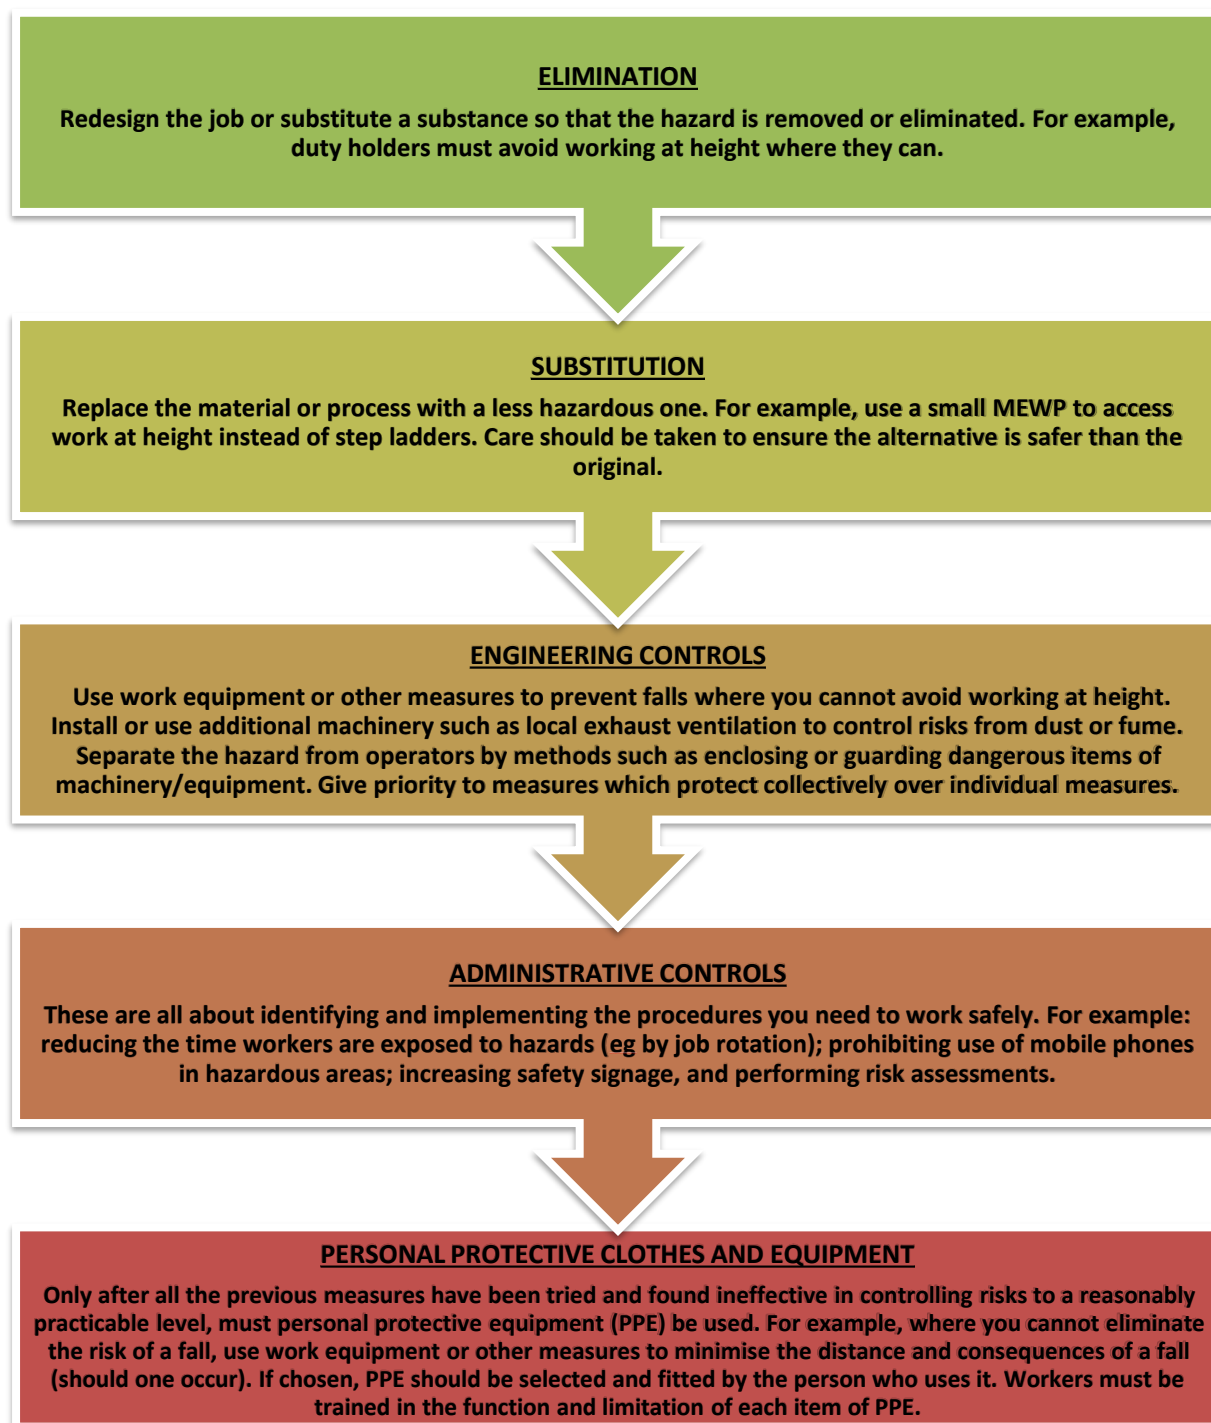 ELIMINATION
Redesign the job or substitute a substance so that the hazard is removed or eliminated. For example,
duty holders must avoid working at height where they can.
SUBSTITUTION
Replace the material or process with a less hazardous one. For example, use a small MEWP to access
work at height instead of step ladders. Care should be taken to ensure the alternative is safer than the
original.
ENGINEERING CONTROLS
Use work equipment or other measures to prevent falls where you cannot avoid working at height.
Install or use additional machinery such as local exhaust ventilation to control risks from dust or fume.
Separate the hazard from operators by methods such as enclosing or guarding dangerous items of
machinery/equipment. Give priority to measures which protect collectively over individual measures.
ADMINISTRATIVE CONTROLS
These are all about identifying and implementing the procedures you need to work safely. For example:
reducing the time workers are exposed to hazards (eg by job rotation); prohibiting use of mobile phones
in hazardous areas; increasing safety signage, and performing risk assessments.
PERSONAL PROTECTIVE CLOTHES AND EQUIPMENT
Only after all the previous measures have been tried and found ineffective in controlling risks to a reasonably
practicable level, must personal protective equipment (PPE) be used. For example, where you cannot eliminate
the risk of a fall, use work equipment or other measures to minimise the distance and consequences of a fall
(should one occur). If chosen, PPE should be selected and fitted by the person who uses it. Workers must be
trained in the function and limitation of each item of PPE.